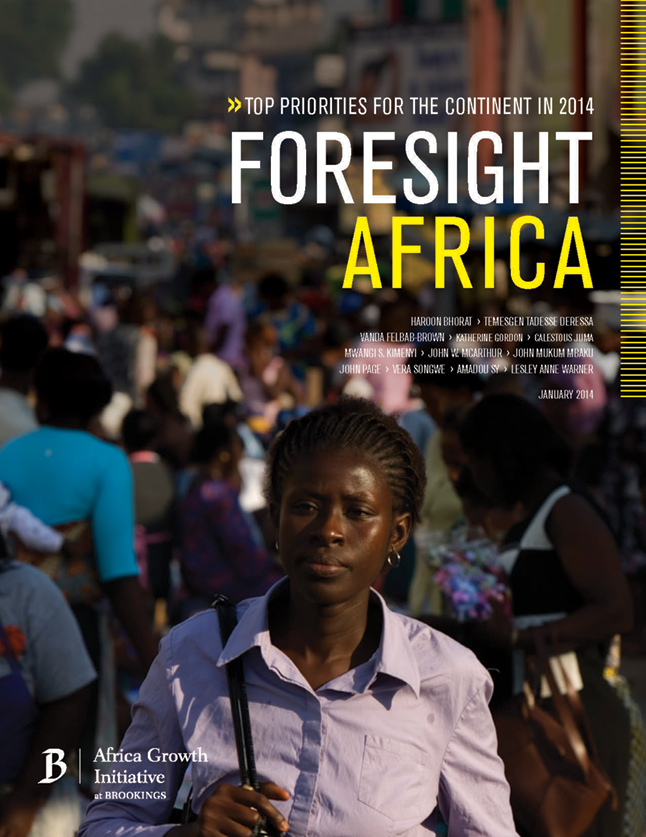 » TOP PRIORITIES FOR THE CONTINENT IN 2014
FORESIGHT
AFRICA
HAROON BHORAT › TEMESGEN TADESSE DERESSA
VANDA FELBAB-BROWN › KATHERINE GORDON › CALESTOUS JUMA
MWANGI S. KIMENYI › JOHN W. MCARTHUR › JOHN MUKUM MBAKU
JOHN PAGE › VERA SONGWE › AMADOU SY › LESLEY ANNE WARNER
JANUARY 2014
B
Africa Growth
Initiative
at BROOKINGS